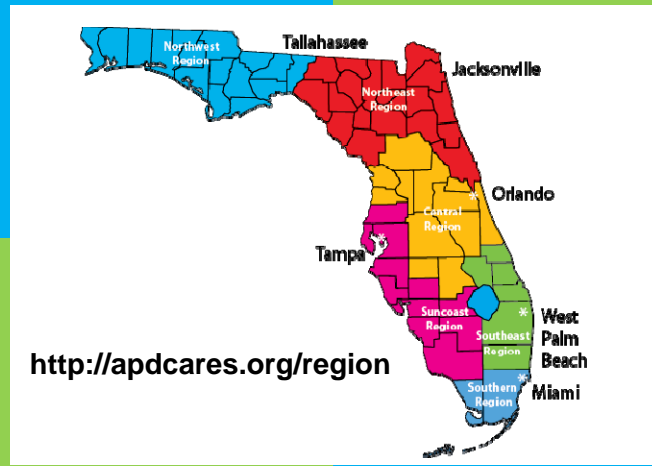 Tallahassee
Northwest
Region
Jacksonville
Northeast
Region
Orlando
Central
Region
Tampa
Suncoast
Region
West
Palm
Beach
Southeast
Region
http://apdcares.org/region
Southern
Region
Miami